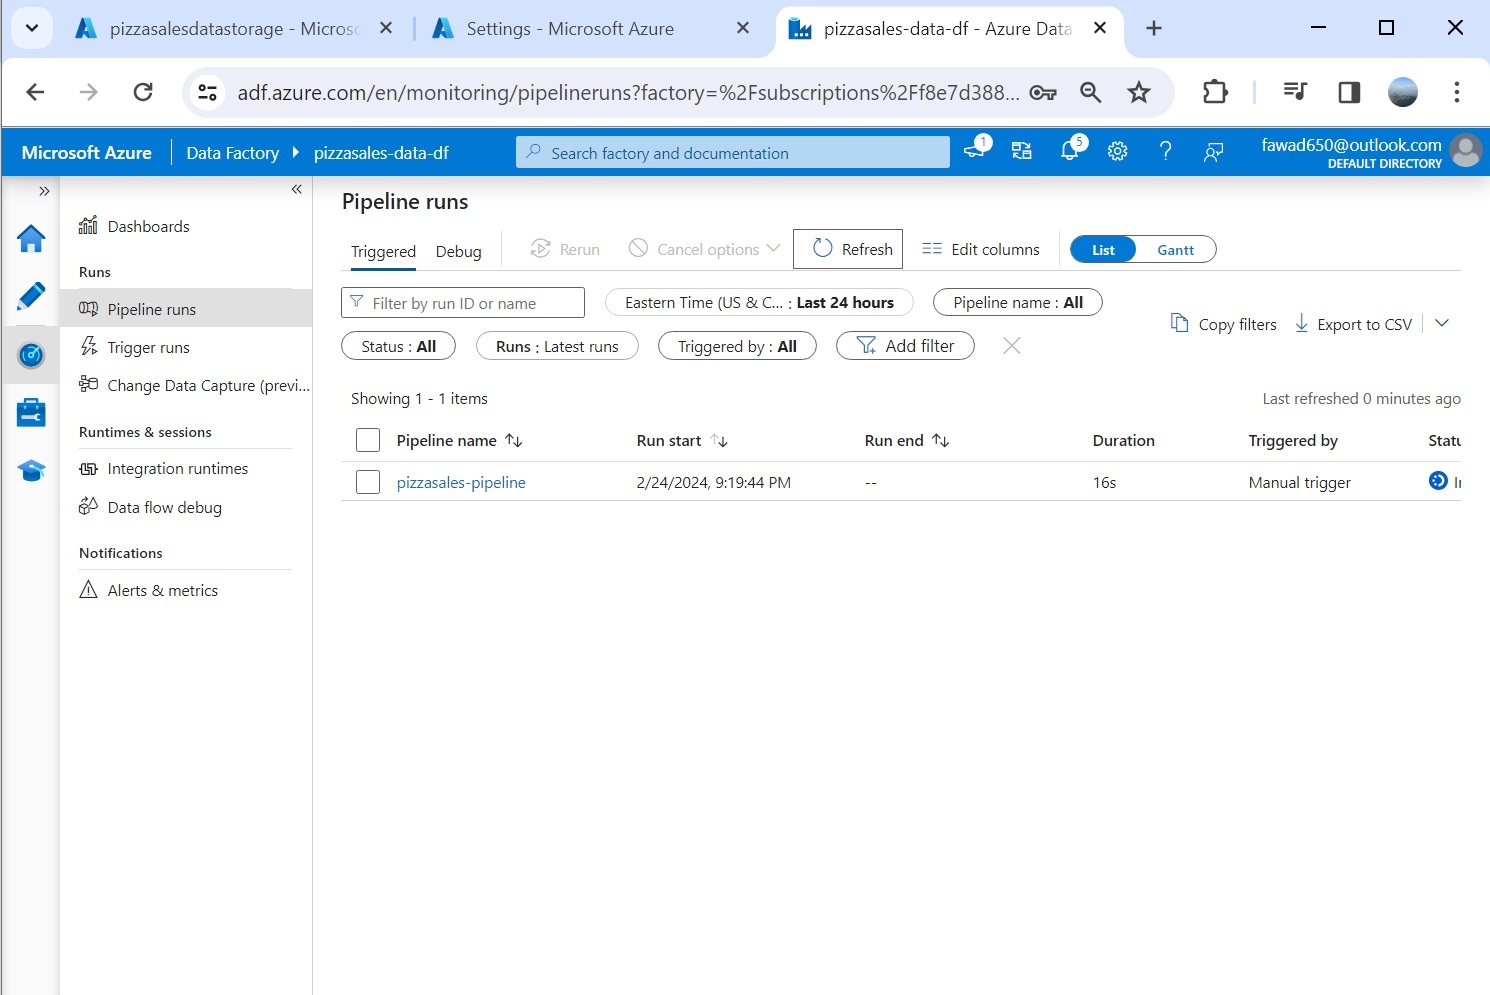 pizzasalesdatastorage - Micros
Settings - Microsoft Azure
pizzasales-data-df - Azure Data
adf.azure.com/en/monitoring/pipelineruns?factory=%2Fsubscriptions%2Ff8e7d388...
Microsoft Azure
Data Factory
pizzasales-data-df
Search factory and documentation
1
5
fawad650@outlook.com
DEFAULT DIRECTORY
Dashboards
Runs
Pipeline runs
Trigger runs
Change Data Capture (previ...
Runtimes & sessions
Integration runtimes
Data flow debug
Notifications
Alerts & metrics
Pipeline runs
Triggered
Debug
Rerun
Cancel options
Refresh
Edit columns
List
Gantt
Filter by run ID or name
Eastern Time (US & C... : Last 24 hours
Pipeline name : All
Copy filters
Export to CSV
Status : All
Runs : Latest runs
Triggered by : All
Add filter
Showing 1 - 1 items
Last refreshed 0 minutes ago
Pipeline name Run start Run end Duration Triggered by Statu
pizzasales-pipeline 2/24/2024, 9:19:44 PM -- 16s Manual trigger